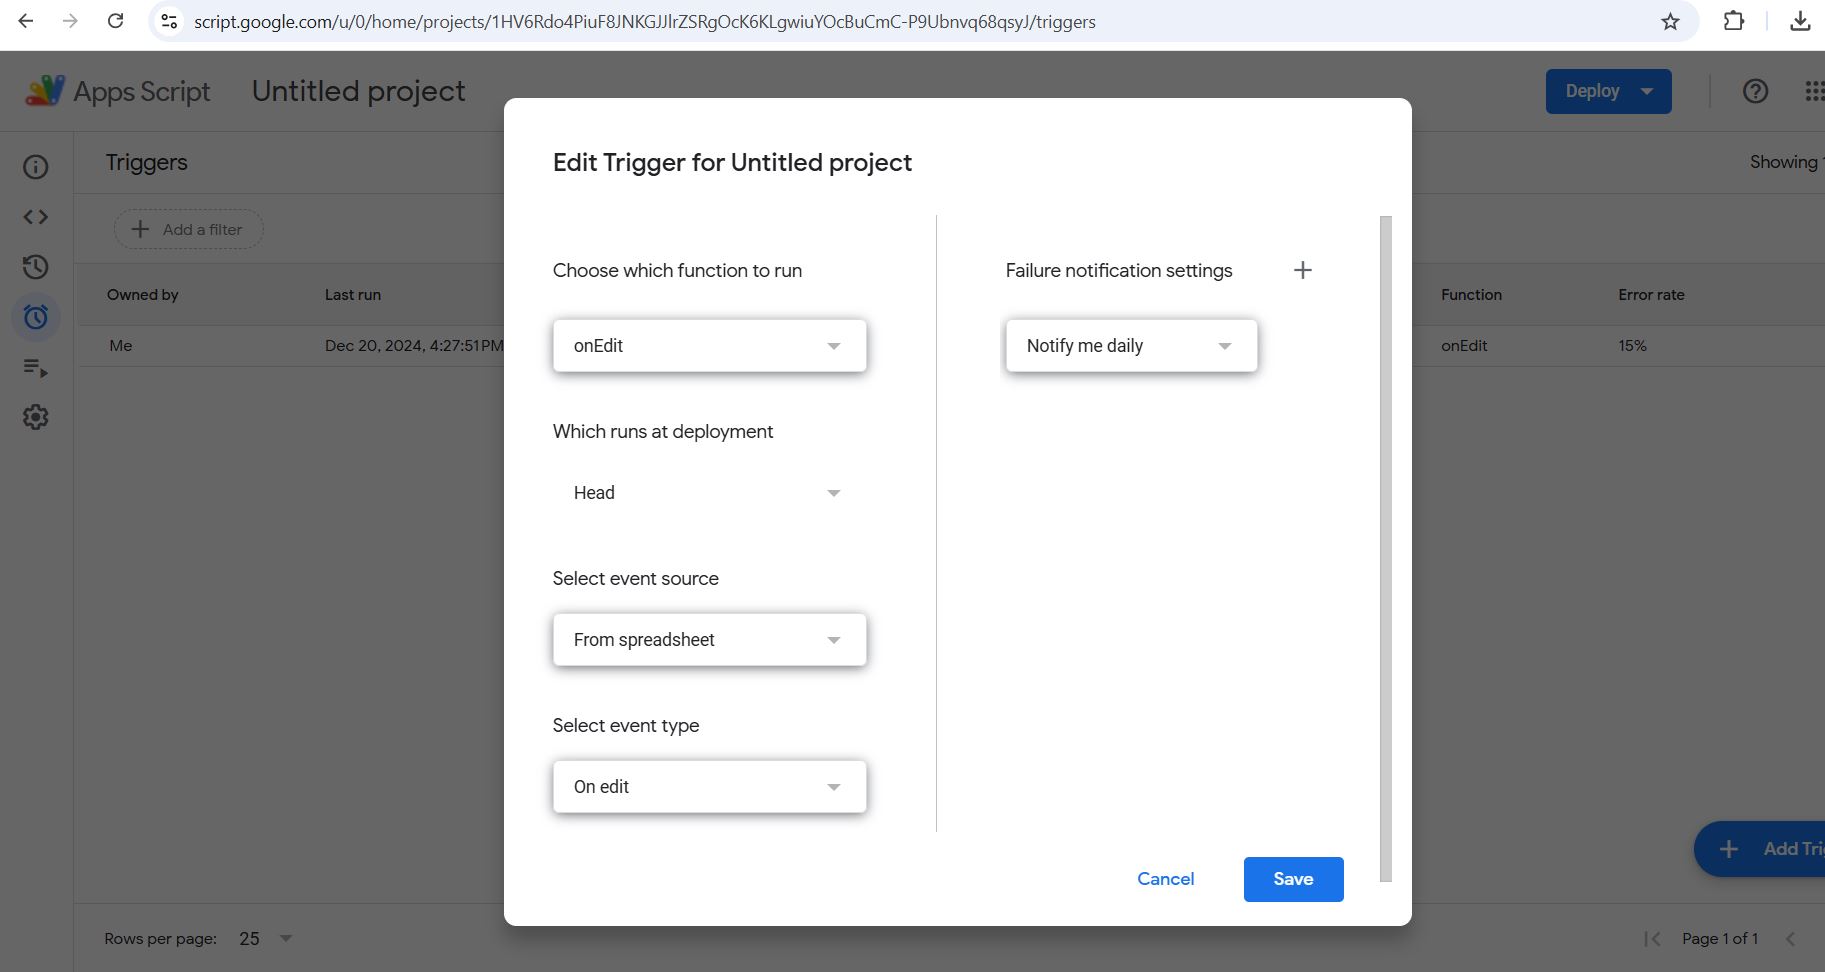 script.google.com/u/0/home/projects/1HV6Rdo4PiuF8JNKGJJlrZSRgOcK6KLgwiuYOcBuCmC-P9Ubnvq68qsyJ/triggers
Apps Script
Untitled project
Deploy
Triggers
Showing
Add a filter
Owned by
Last run
Function
Error rate
Me
Dec 20, 2024, 4:27:51 PM
onEdit
15%
Edit Trigger for Untitled project
Choose which function to run
onEdit
Which runs at deployment
Head
Select event source
From spreadsheet
Select event type
On edit
Failure notification settings
Notify me daily
Cancel
Save
Add Tri
Rows per page:
25
Page 1 of 1